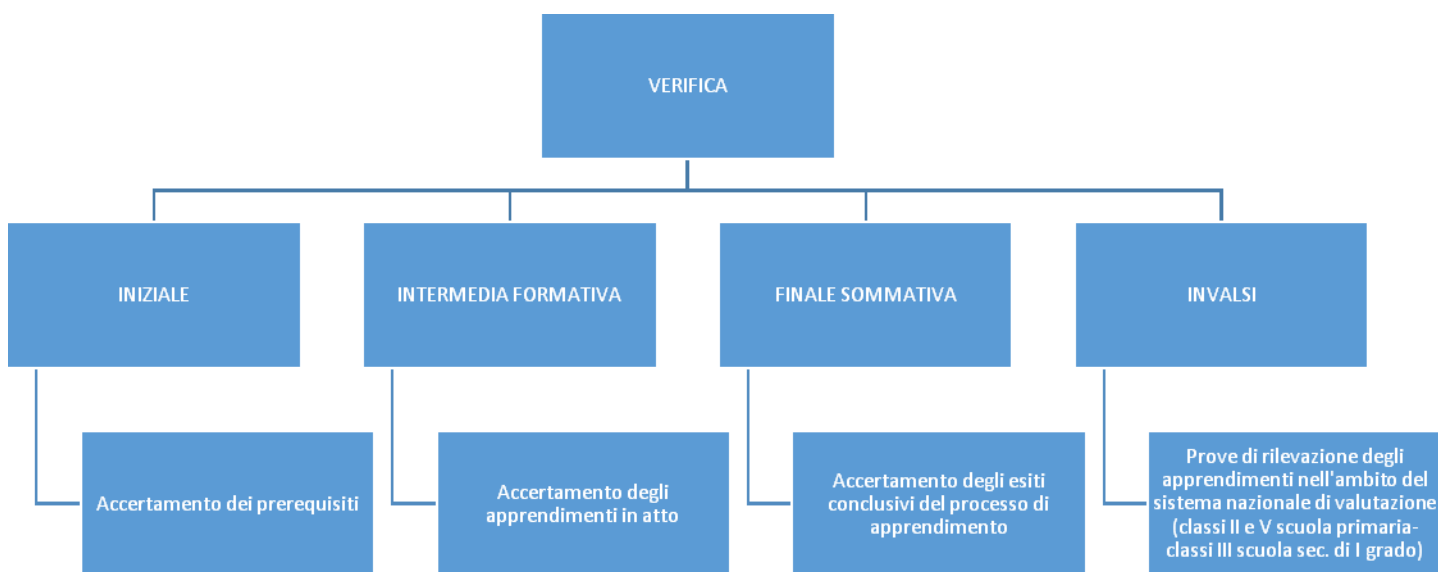 VERIFICA
INIZIALE
INTERMEDIA FORMATIVA
FINALE SOMMATIVA
INVALSI
Accertamento dei prerequisiti
Accertamento degli
apprendimenti in atto
Accertamento degli esiti
conclusivi del processo di
apprendimento
Prove di rilevazione degli
apprendimenti nell'ambito del
sistema nazionale di valutazione
(classi II e V scuola primaria-
classi III scuola sec. di I grado)